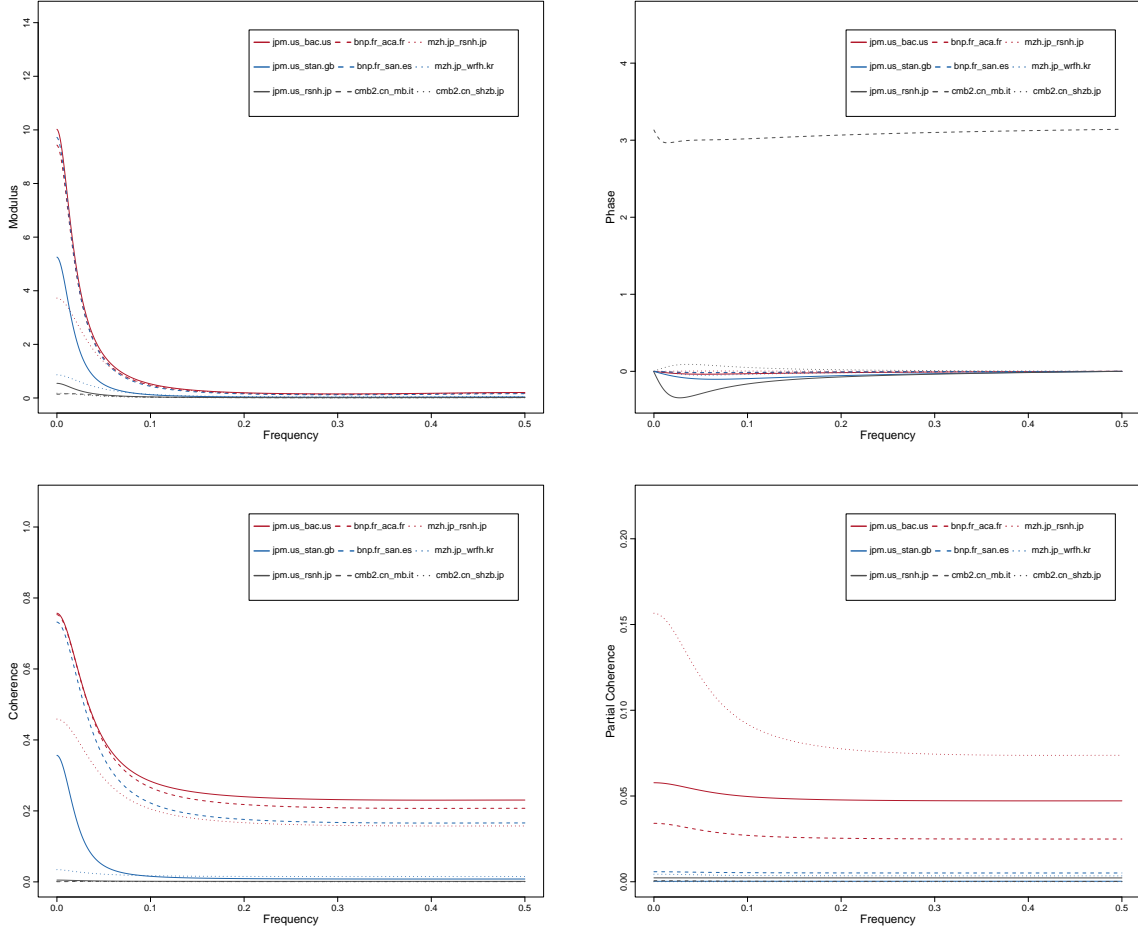 14
12
10
8
6
4
2
0
Modulus
jpm.us_bac.us bnp.fr_aca.fr mzh.jp_rsnh.jp
jpm.us_stan.gb bnp.fr_san.es mzh.jp_wrfh.kr
jpm.us_rsnh.jp cmb2.cn_mb.it cmb2.cn_shzb.jp
0.0 0.1 0.2 0.3 0.4 0.5
Frequency
4
3
2
1
0
Phase
jpm.us_bac.us bnp.fr_aca.fr mzh.jp_rsnh.jp
jpm.us_stan.gb bnp.fr_san.es mzh.jp_wrfh.kr
jpm.us_rsnh.jp cmb2.cn_mb.it cmb2.cn_shzb.jp
0.0 0.1 0.2 0.3 0.4 0.5
Frequency
1.0
0.8
0.6
0.4
0.2
0.0
Coherence
jpm.us_bac.us bnp.fr_aca.fr mzh.jp_rsnh.jp
jpm.us_stan.gb bnp.fr_san.es mzh.jp_wrfh.kr
jpm.us_rsnh.jp cmb2.cn_mb.it cmb2.cn_shzb.jp
0.0 0.1 0.2 0.3 0.4 0.5
Frequency
0.20
0.15
0.10
0.05
0.00
Partial Coherence
jpm.us_bac.us bnp.fr_aca.fr mzh.jp_rsnh.jp
jpm.us_stan.gb bnp.fr_san.es mzh.jp_wrfh.kr
jpm.us_rsnh.jp cmb2.cn_mb.it cmb2.cn_shzb.jp
0.0 0.1 0.2 0.3 0.4 0.5
Frequency